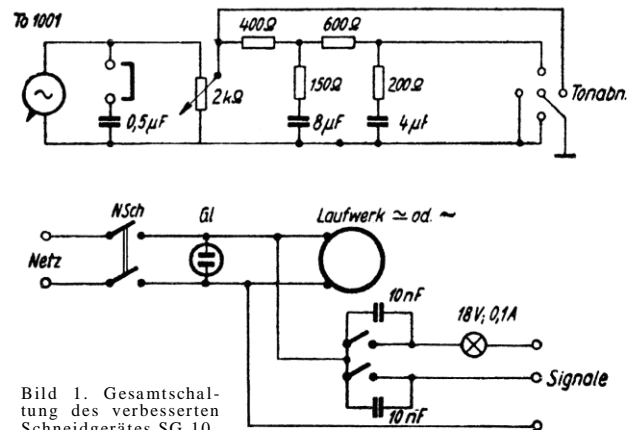 To 1001
400Ω
600Ω
2kΩ
150Ω
200Ω
0,5µF
8µF
4µF
Tonabn.
NSch
Gl
Laufwerk ≂ od. ~
Netz
10nF
18V; 0,1A
Signale
10nF
Bild 1. Gesamtschal-
tung des verbesserten
Schneidgerätes SG 10